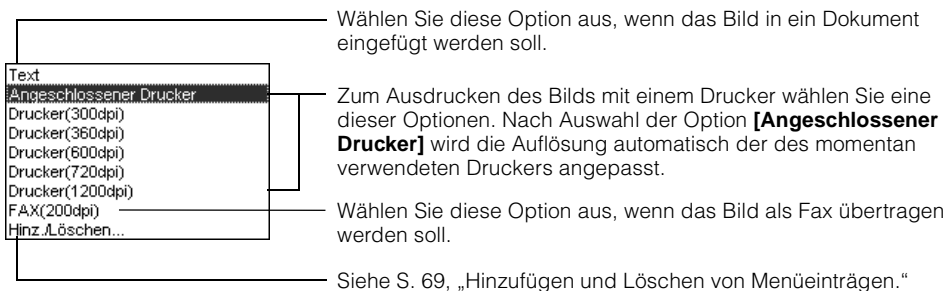 Wählen Sie diese Option aus, wenn das Bild in ein Dokument
eingefügt werden soll.
Text
Angeschlossener Drucker
Drucker(300dpi)
Drucker(360dpi)
Drucker(600dpi)
Drucker(720dpi)
Drucker(1200dpi)
FAX(200dpi)
Hinz./Löschen...
Zum Ausdrucken des Bilds mit einem Drucker wählen Sie eine
dieser Optionen. Nach Auswahl der Option [Angeschlossener
Drucker] wird die Auflösung automatisch der des momentan
verwendeten Druckers angepasst.
Wählen Sie diese Option aus, wenn das Bild als Fax übertragen
werden soll.
Siehe S. 69, „Hinzufügen und Löschen von Menüeinträgen.“